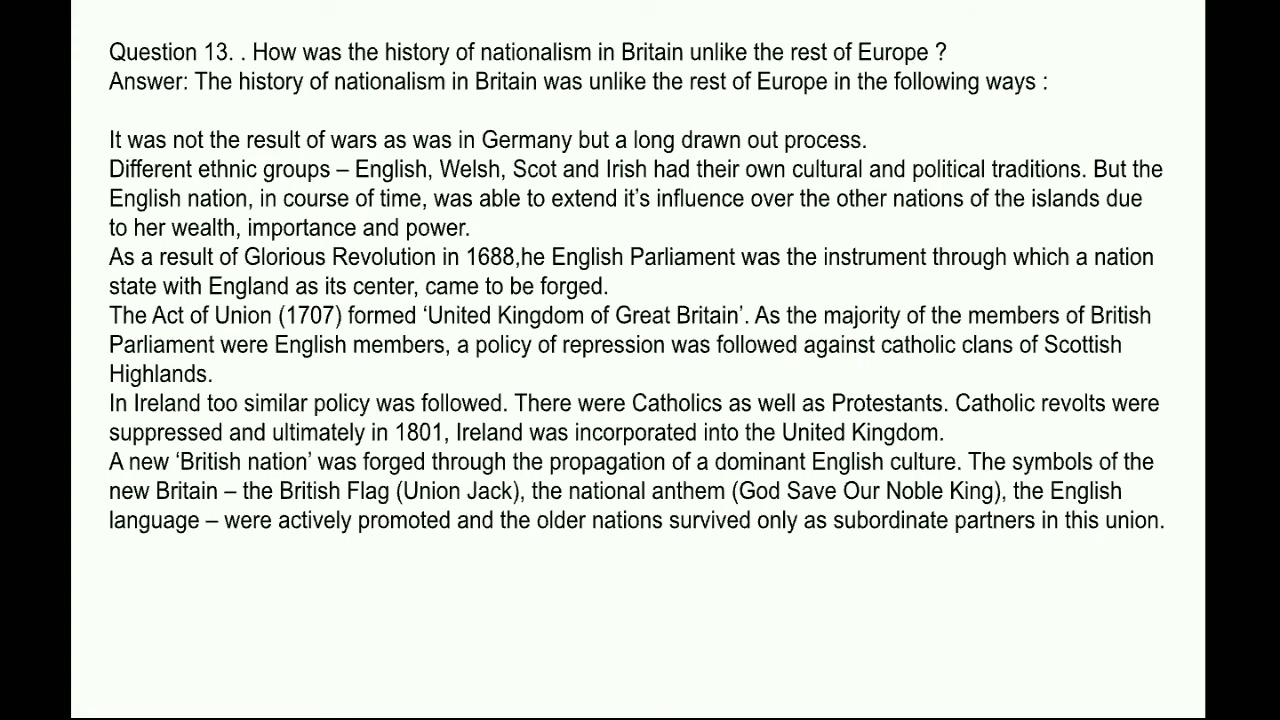 Question 13. . How was the history of nationalism in Britain unlike the rest of Europe ?
Answer: The history of nationalism in Britain was unlike the rest of Europe in the following ways :
It was not the result of wars as was in Germany but a long drawn out process.
Different ethnic groups – English, Welsh, Scot and Irish had their own cultural and political traditions. But the
English nation, in course of time, was able to extend it’s influence over the other nations of the islands due
to her wealth, importance and power.
As a result of Glorious Revolution in 1688,he English Parliament was the instrument through which a nation
state with England as its center, came to be forged.
The Act of Union (1707) formed ‘United Kingdom of Great Britain’. As the majority of the members of British
Parliament were English members, a policy of repression was followed against catholic clans of Scottish
Highlands.
In Ireland too similar policy was followed. There were Catholics as well as Protestants. Catholic revolts were
suppressed and ultimately in 1801, Ireland was incorporated into the United Kingdom.
A new ‘British nation’ was forged through the propagation of a dominant English culture. The symbols of the
new Britain – the British Flag (Union Jack), the national anthem (God Save Our Noble King), the English
language – were actively promoted and the older nations survived only as subordinate partners in this union.